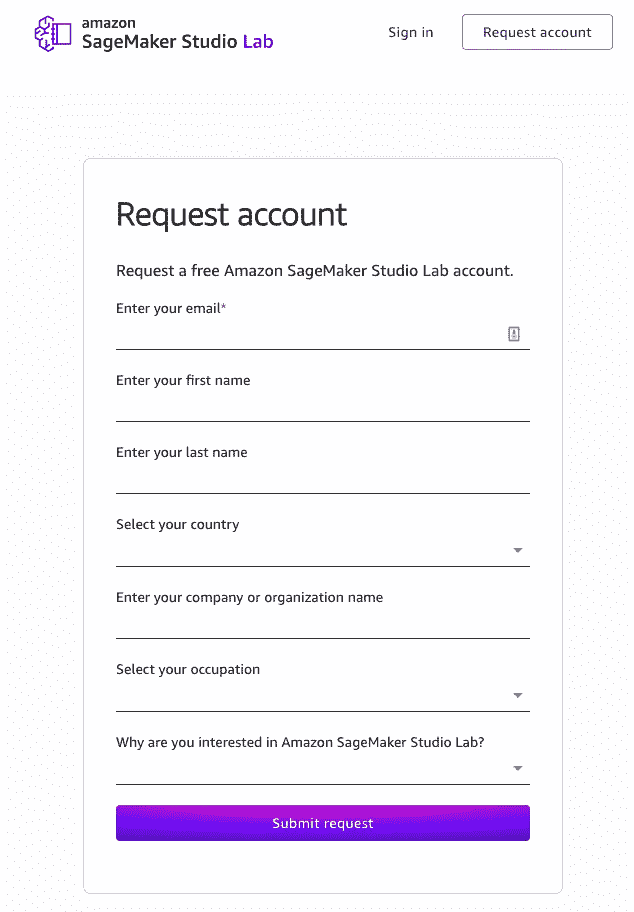 amazon
SageMaker Studio Lab
Sign in
Request account
Request account
Request a free Amazon SageMaker Studio Lab account.
Enter your email*
Enter your first name
Enter your last name
Select your country
Enter your company or organization name
Select your occupation
Why are you interested in Amazon SageMaker Studio Lab?
Submit request